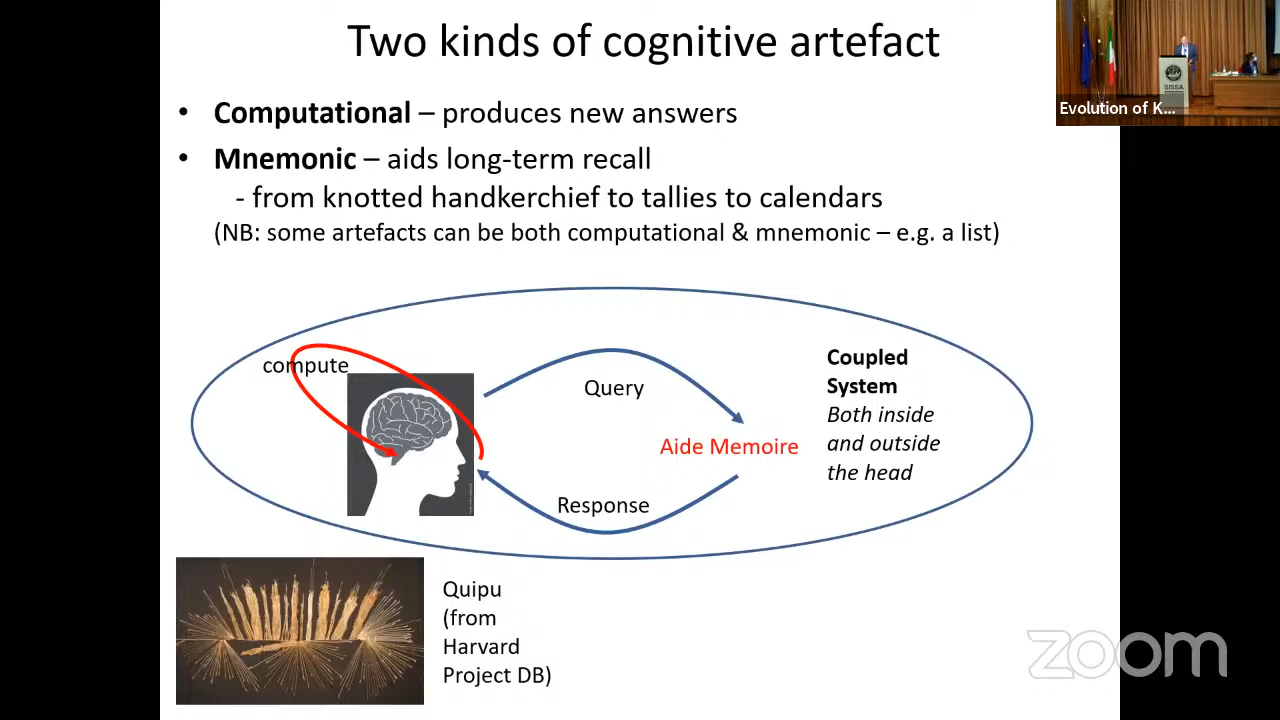 Two kinds of cognitive artefact
• Computational – produces new answers
• Mnemonic – aids long-term recall
- from knotted handkerchief to tallies to calendars
(NB: some artefacts can be both computational & mnemonic – e.g. a list)
compute
Query
Aide Memoire
Response
Coupled
System
Both inside
and outside
the head
Quipu
(from
Harvard
Project DB)
SISSA
Evolution of K...
zoom